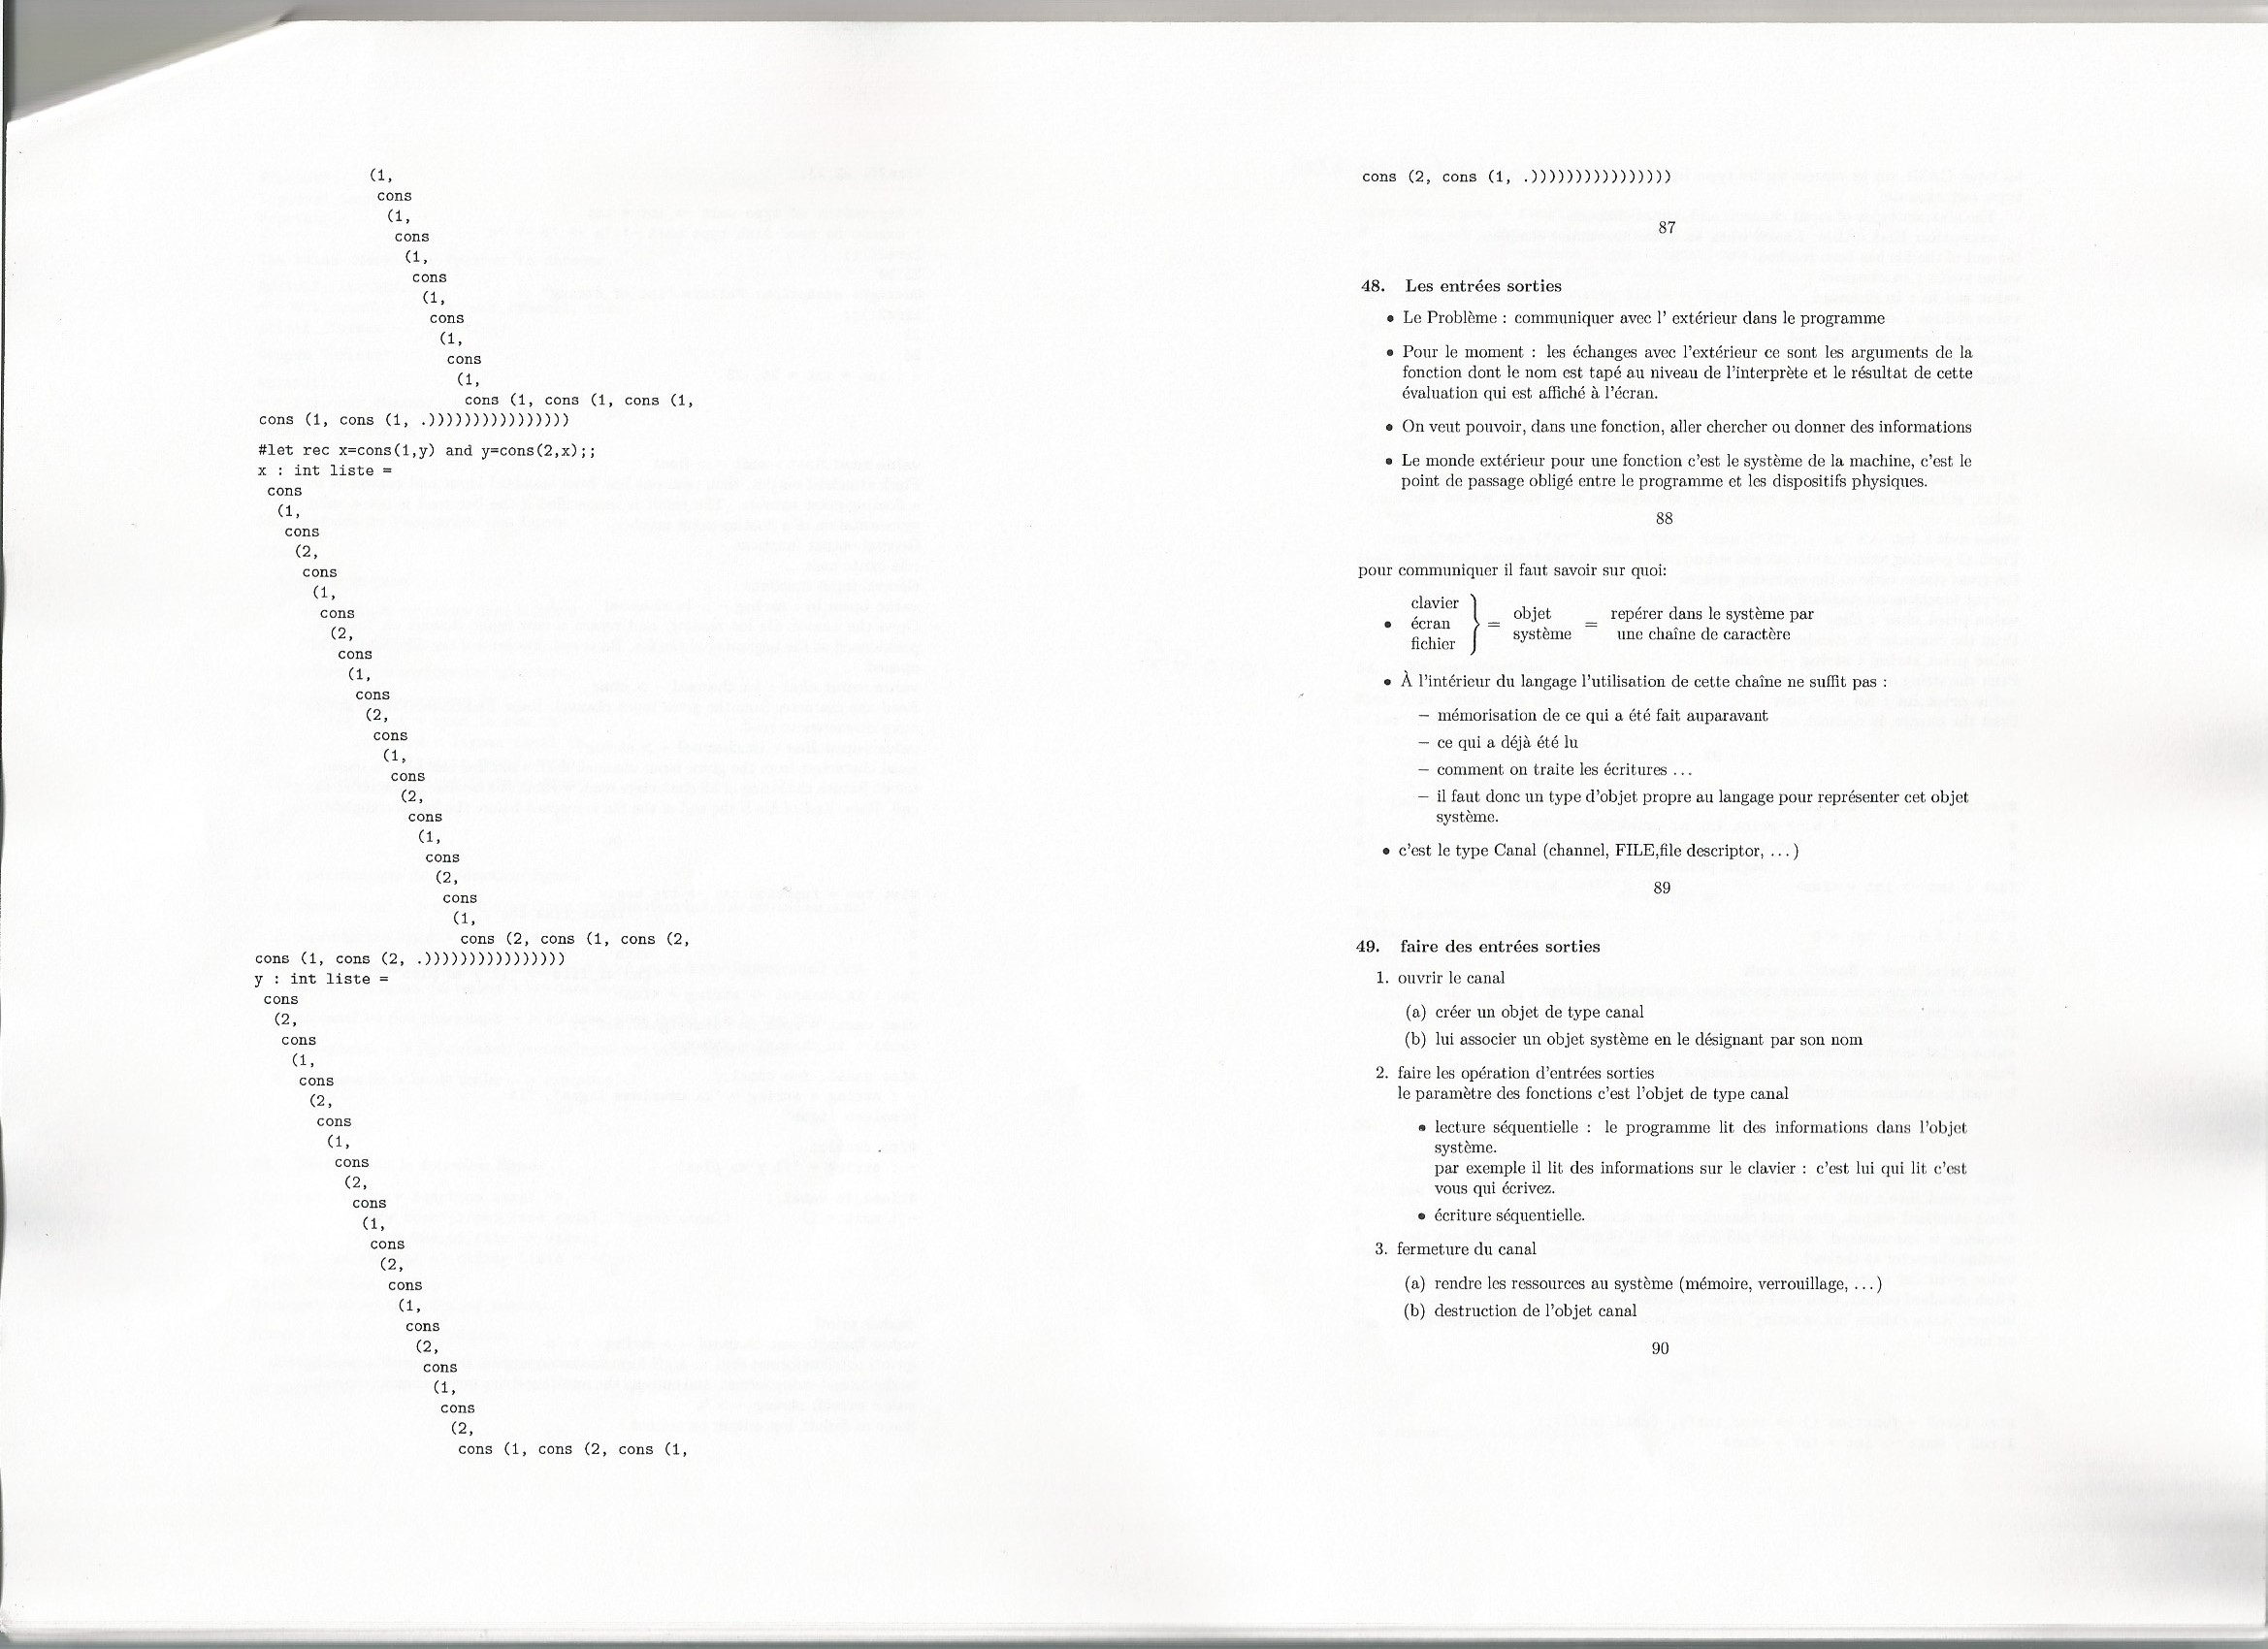 (1,
cons
(1,
cons
(1,
cons
(1,
cons
(1,
cons
(1,
cons (1, cons (1, cons (1,
cons (1, cons (1, .))))))))))))))))
#let rec x=cons(1,y) and y=cons(2,x);;
x : int liste =
cons
(1,
cons
(2,
cons
(1,
cons
(2,
cons
(1,
cons
(2,
cons
(1,
cons
(2,
cons
(1,
cons
(2,
cons
(1,
cons (2, cons (1, cons (2,
cons (1, cons (2, .))))))))))))))))
y : int liste =
cons
(2,
cons
(1,
cons
(2,
cons
(1,
cons
(2,
cons
(1,
cons
(2,
cons
(1,
cons
(2,
cons
(1,
cons
(2,
cons (1, cons (2, cons (1,
cons (2, cons (1, .))))))))))))))))
87
48. Les entrées sorties
• Le Problème : communiquer avec l' extérieur dans le programme
• Pour le moment : les échanges avec l'extérieur ce sont les arguments de la
fonction dont le nom est tapé au niveau de l'interprète et le résultat de cette
évaluation qui est affiché à l'écran.
• On veut pouvoir, dans une fonction, aller chercher ou donner des informations
• Le monde extérieur pour une fonction c'est le système de la machine, c'est le
point de passage obligé entre le programme et les dispositifs physiques.
88
pour communiquer il faut savoir sur quoi:
clavier
• écran } = objet système = repérer dans le système par une chaîne de caractère
fichier
• À l'intérieur du langage l'utilisation de cette chaîne ne suffit pas :
– mémorisation de ce qui a été fait auparavant
– ce qui a déjà été lu
– comment on traite les écritures ...
– il faut donc un type d'objet propre au langage pour représenter cet objet
système.
• c'est le type Canal (channel, FILE,file descriptor, ...)
89
49. faire des entrées sorties
1. ouvrir le canal
(a) créer un objet de type canal
(b) lui associer un objet système en le désignant par son nom
2. faire les opération d'entrées sorties
le paramètre des fonctions c'est l'objet de type canal
• lecture séquentielle : le programme lit des informations dans l'objet
système.
par exemple il lit des informations sur le clavier : c'est lui qui lit c'est
vous qui écrivez.
• écriture séquentielle.
3. fermeture du canal
(a) rendre les ressources au système (mémoire, verrouillage, ...)
(b) destruction de l'objet canal
90